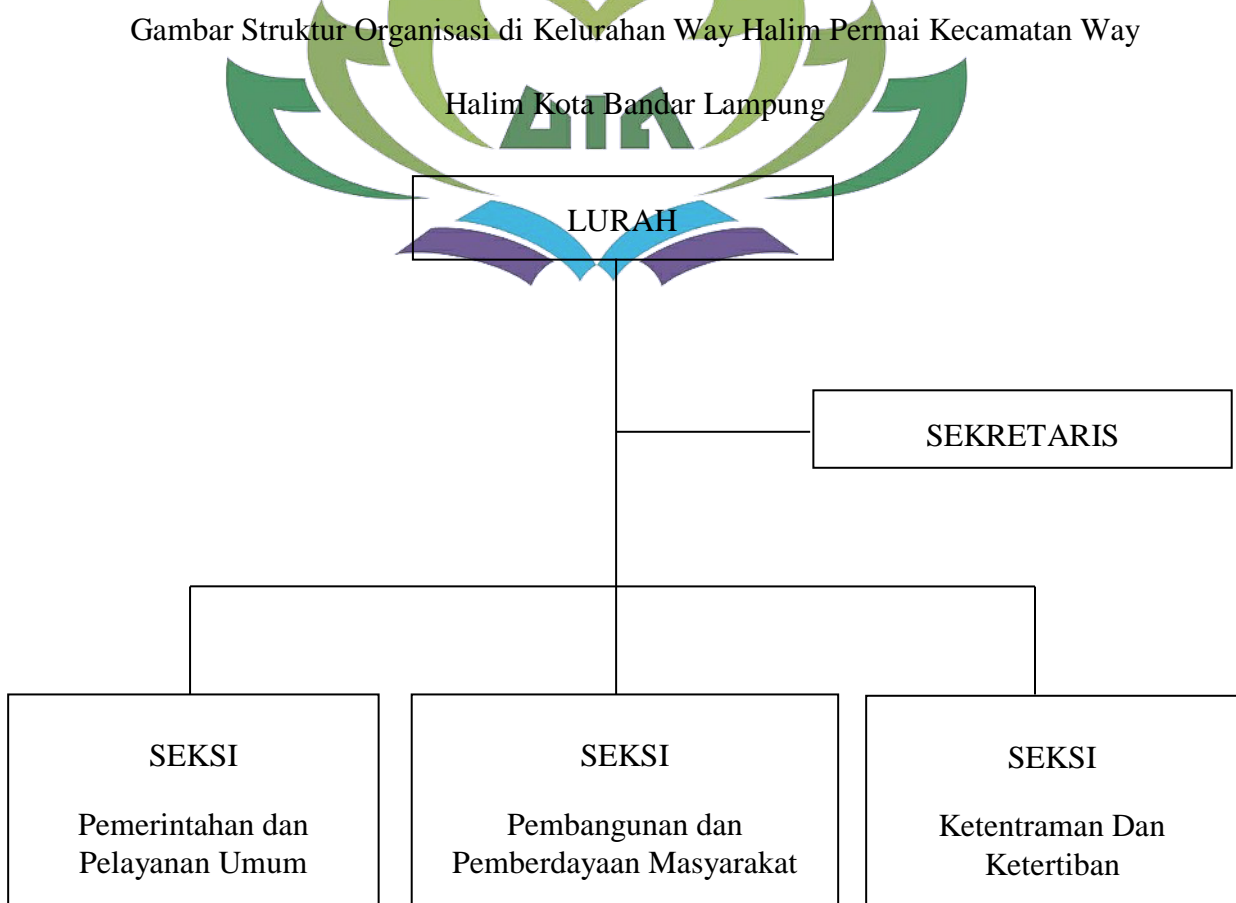 Gambar Struktur Organisasi di Kelurahan Way Halim Permai Kecamatan Way
Halim Kota Bandar Lampung
LURAH
SEKRETARIS
SEKSI
Pemerintahan dan
Pelayanan Umum
SEKSI
Pembangunan dan
Pemberdayaan Masyarakat
SEKSI
Ketentraman Dan
Ketertiban